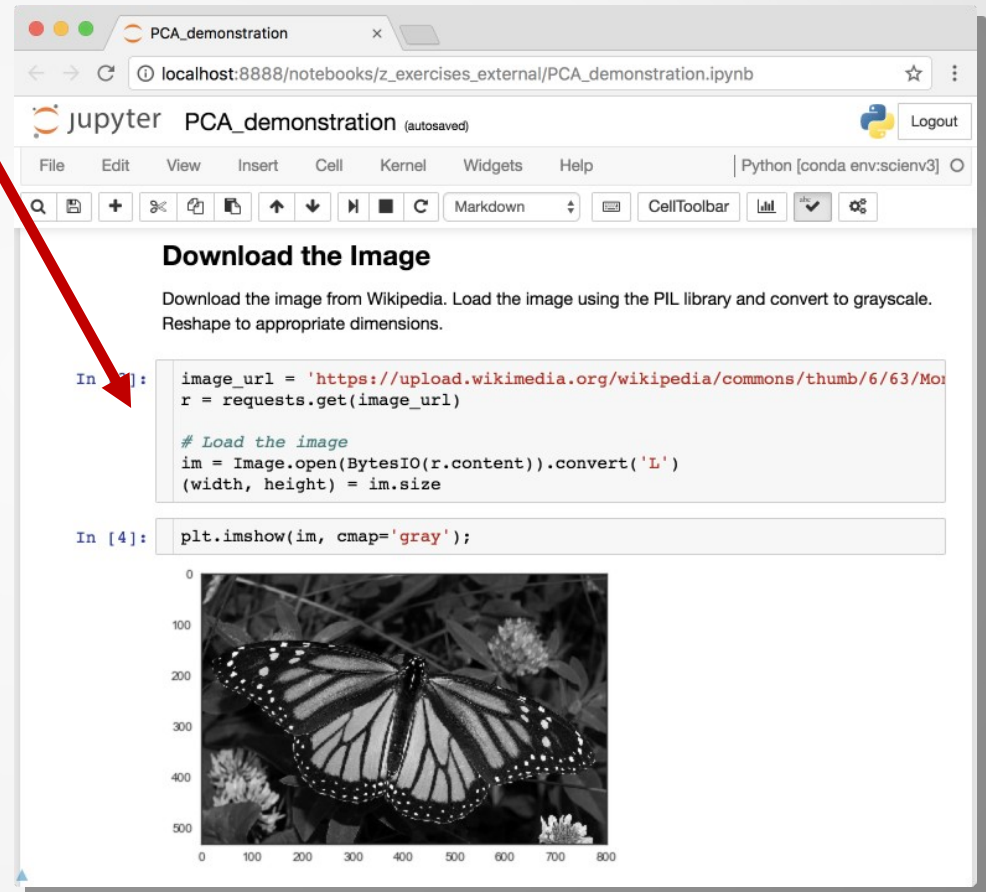 PCA_demonstration ×
localhost:8888/notebooks/z_exercises_external/PCA_demonstration.ipynb
jupyter PCA_demonstration (autosaved) Logout
File Edit View Insert Cell Kernel Widgets Help Python [conda env:scienv3]
Markdown CellToolbar abc
Download the Image
Download the image from Wikipedia. Load the image using the PIL library and convert to grayscale.
Reshape to appropriate dimensions.
In ]: image_url = 'https://upload.wikimedia.org/wikipedia/commons/thumb/6/63/Mon
r = requests.get(image_url)
# Load the image
im = Image.open(BytesIO(r.content)).convert('L')
(width, height) = im.size
In [4]: plt.imshow(im, cmap='gray');
0
100
200
300
400
500
0 100 200 300 400 500 600 700 800